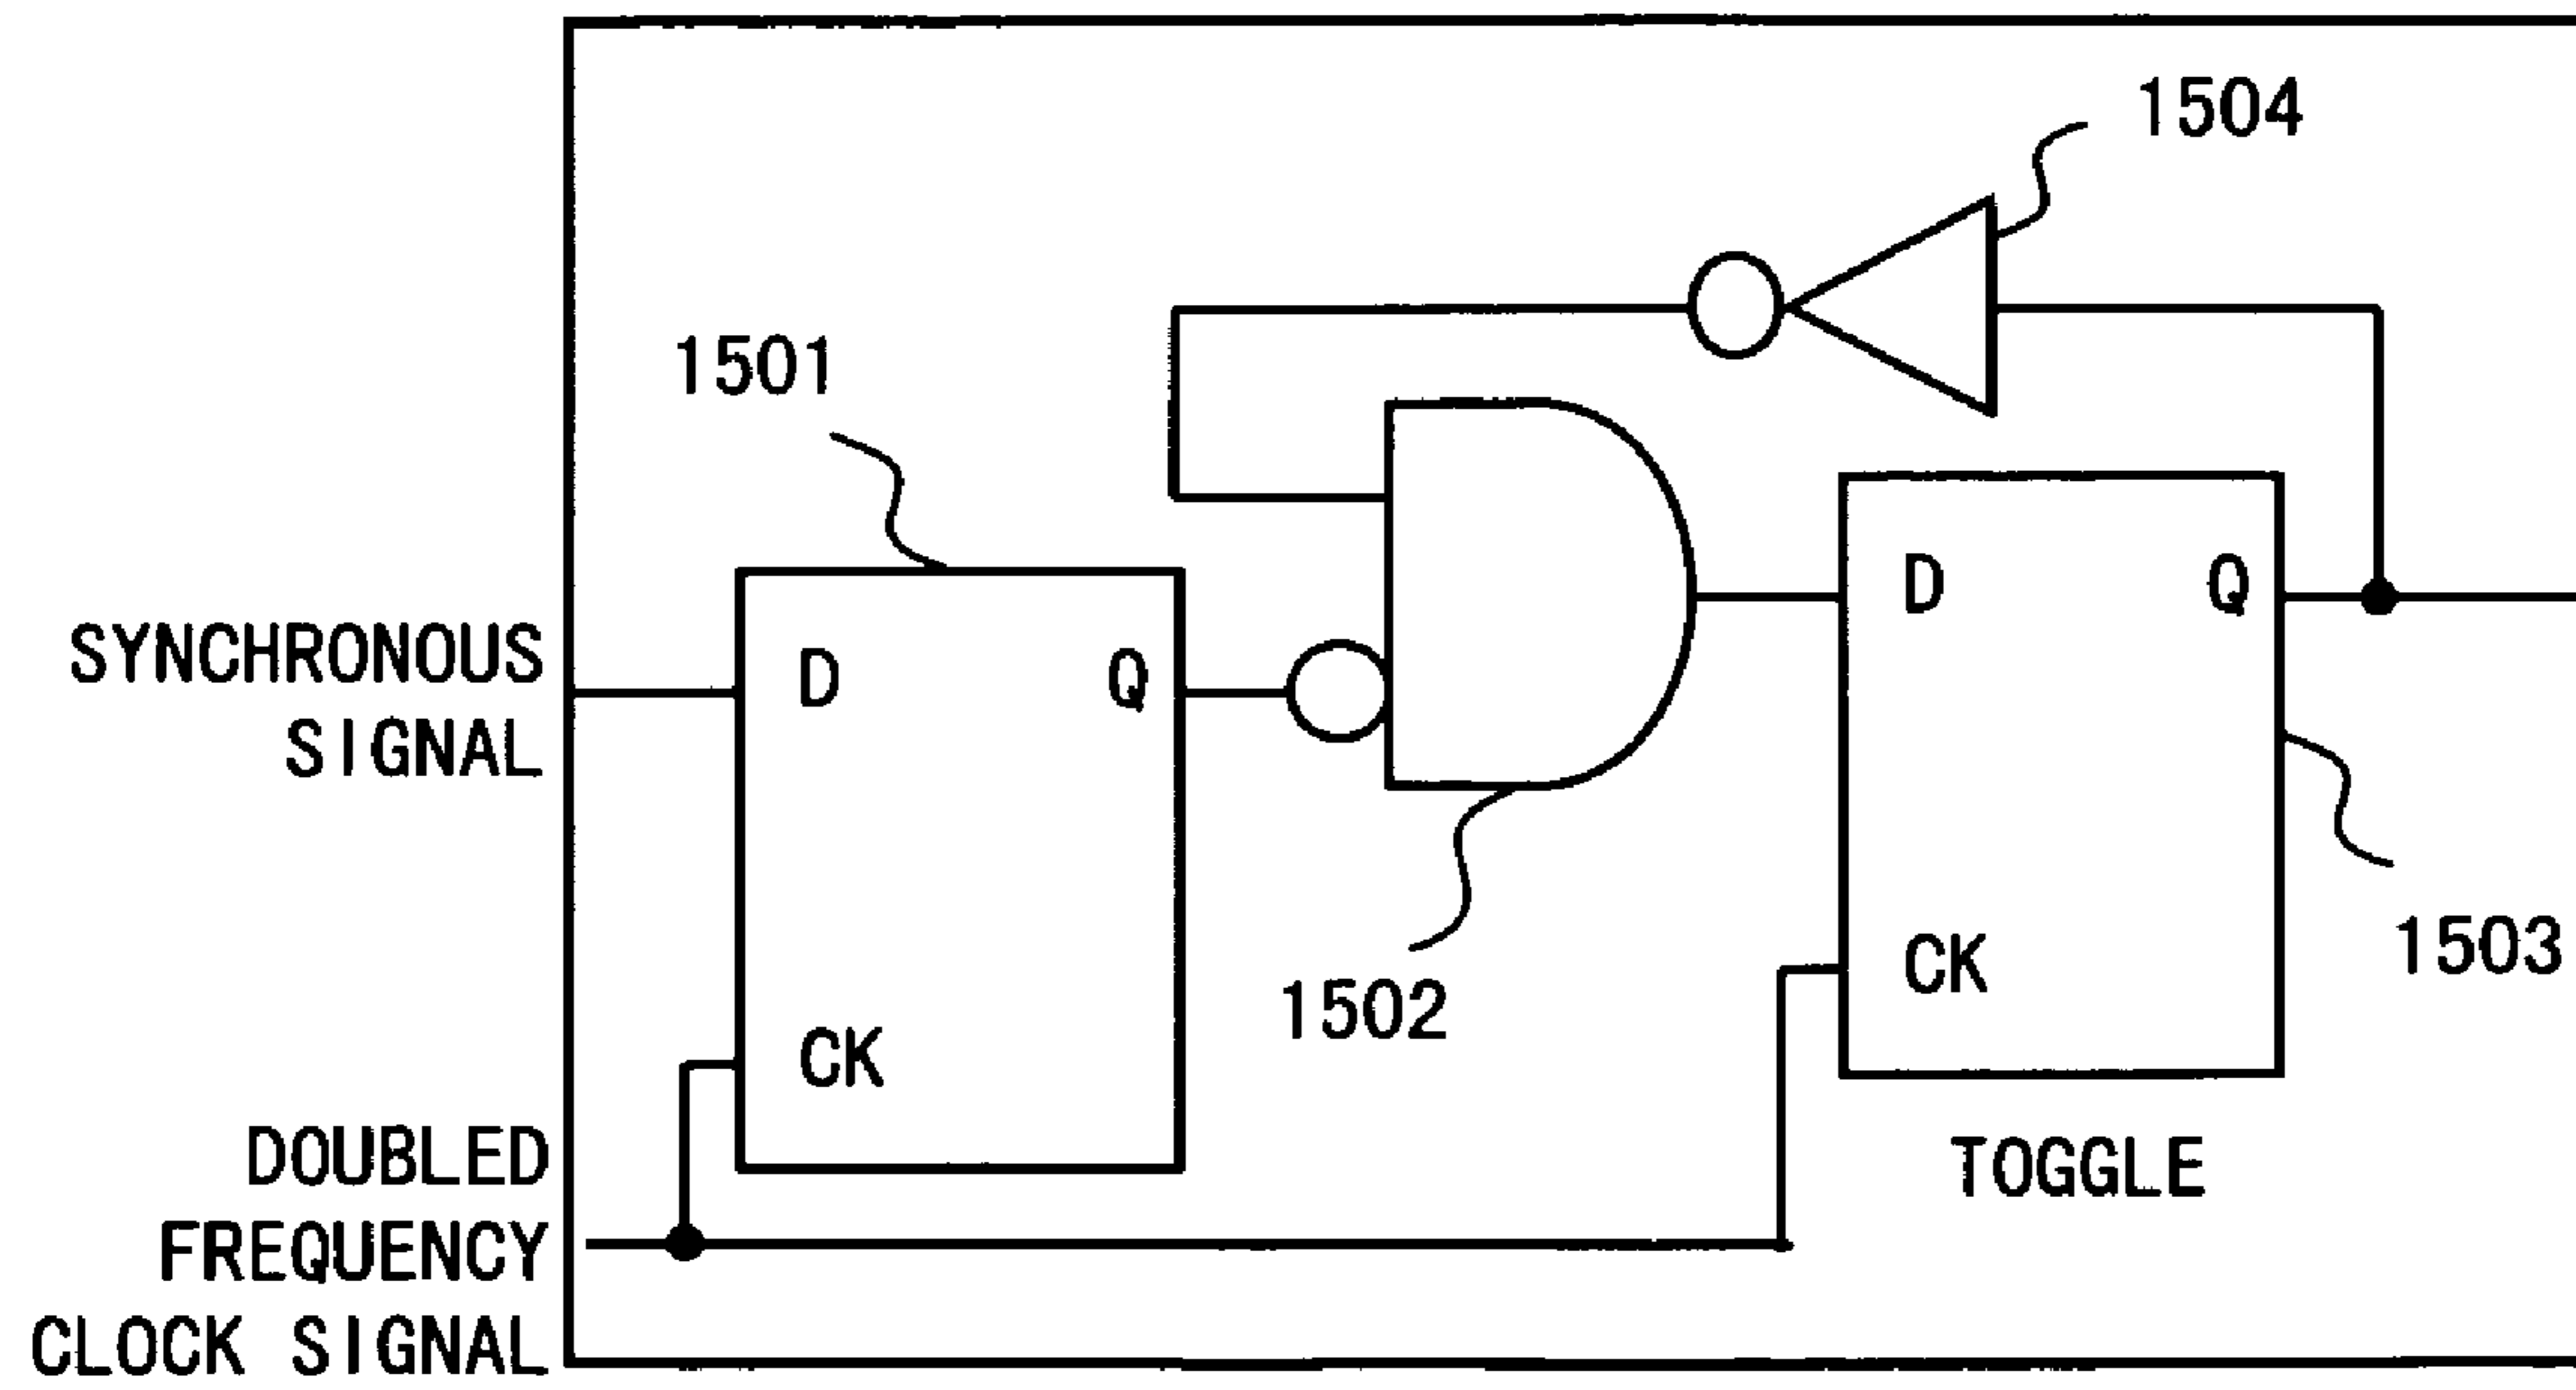 1504
1501
SYNCHRONOUS
SIGNAL
D Q
CK
D Q
CK
1502
1503
TOGGLE
DOUBLED
FREQUENCY
CLOCK SIGNAL